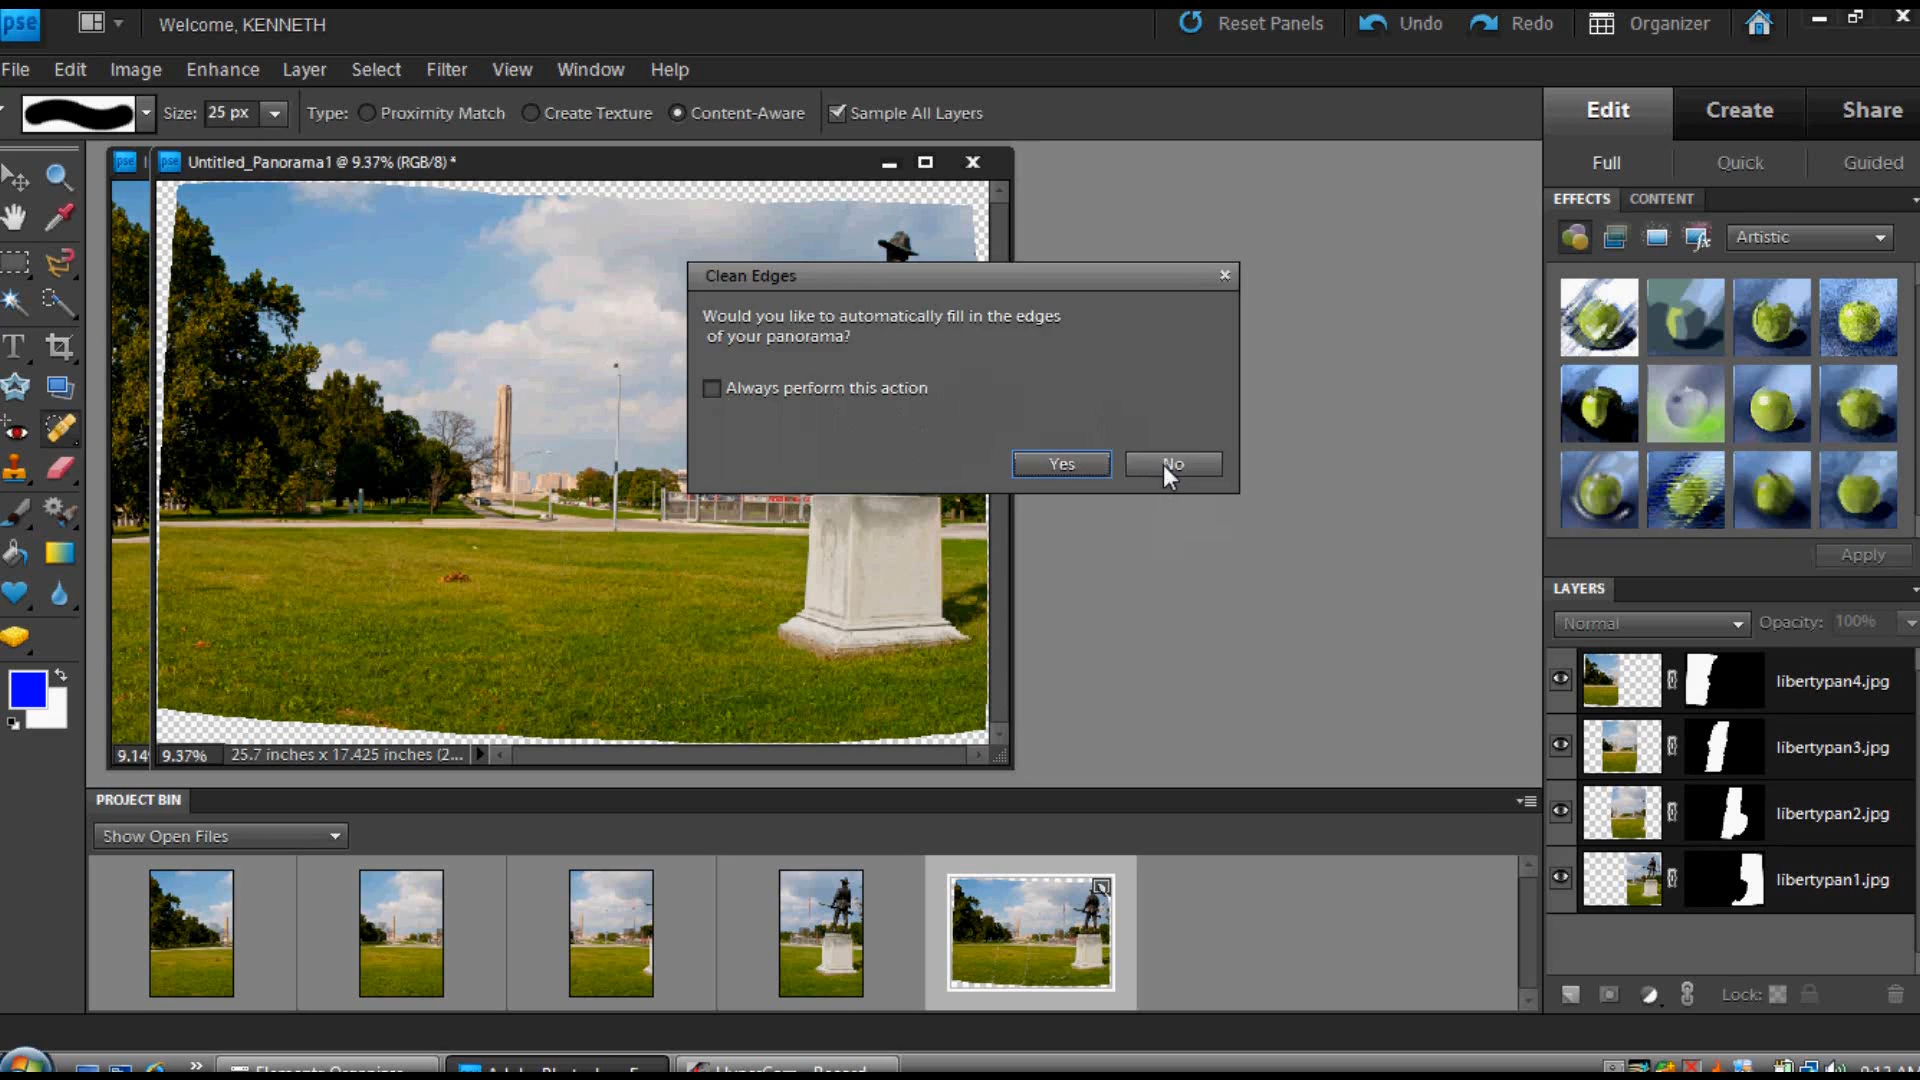 pse
Welcome, KENNETH
Reset Panels
Undo
Redo
Organizer
File Edit Image Enhance Layer Select Filter View Window Help
Size: 25 px Type: Proximity Match Create Texture Content-Aware Sample All Layers
Edit Create Share
Full Quick Guided
pse
pse Untitled_Panorama1 @ 9.37% (RGB/8) *
EFFECTS CONTENT
Artistic
Clean Edges
Would you like to automatically fill in the edges
of your panorama?
Always perform this action
Yes
No
Apply
LAYERS
Normal Opacity: 100%
libertypan4.jpg
libertypan3.jpg
libertypan2.jpg
libertypan1.jpg
Lock:
9.37% 25.7 inches x 17.425 inches (2...
PROJECT BIN
Show Open Files